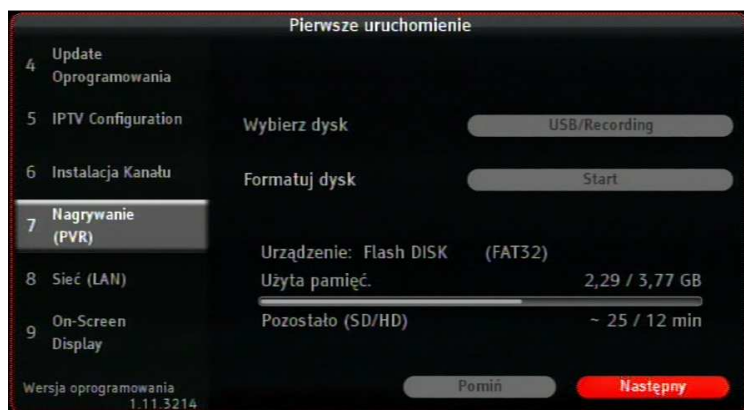 Pierwsze uruchomienie
4 Update
Oprogramowania
5 IPTV Configuration
6 Instalacja Kanału
7 Nagrywanie
(PVR)
8 Sieć (LAN)
9 On-Screen
Display
Wersja oprogramowania
1.11.3214
Wybierz dysk USB/Recording
Formatuj dysk Start
Urządzenie: Flash DISK (FAT32)
Użyta pamięć. 2,29 / 3,77 GB
Pozostało (SD/HD) ~ 25 / 12 min
Pomiń Następny